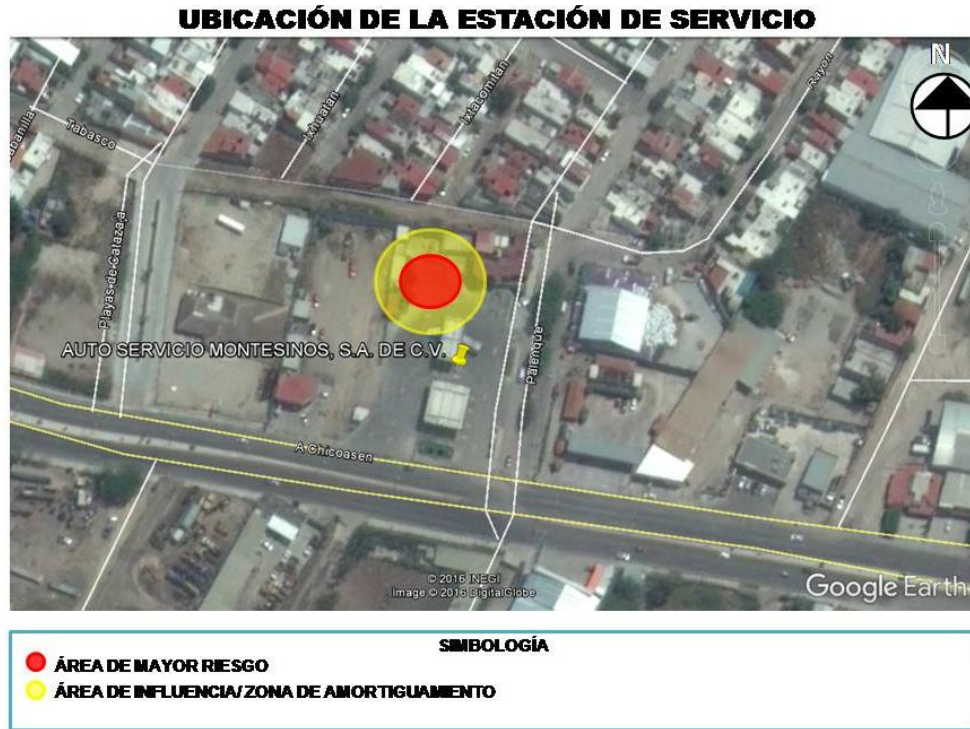 UBICACIÓN DE LA ESTACIÓN DE SERVICIO
N
Tabasco
Ixhuatan
Ixtacomitan
Rayon
Playas de Catazaja
Palenque
AUTO SERVICIO MONTESINOS, S.A. DE C.V.
A Chicoasen
© 2016 INEGI
Image © 2016 DigitalGlobe
Google Earth
SIMBOLOGÍA
ÁREA DE MAYOR RIESGO
ÁREA DE INFLUENCIA/ ZONA DE AMORTIGUAMIENTO